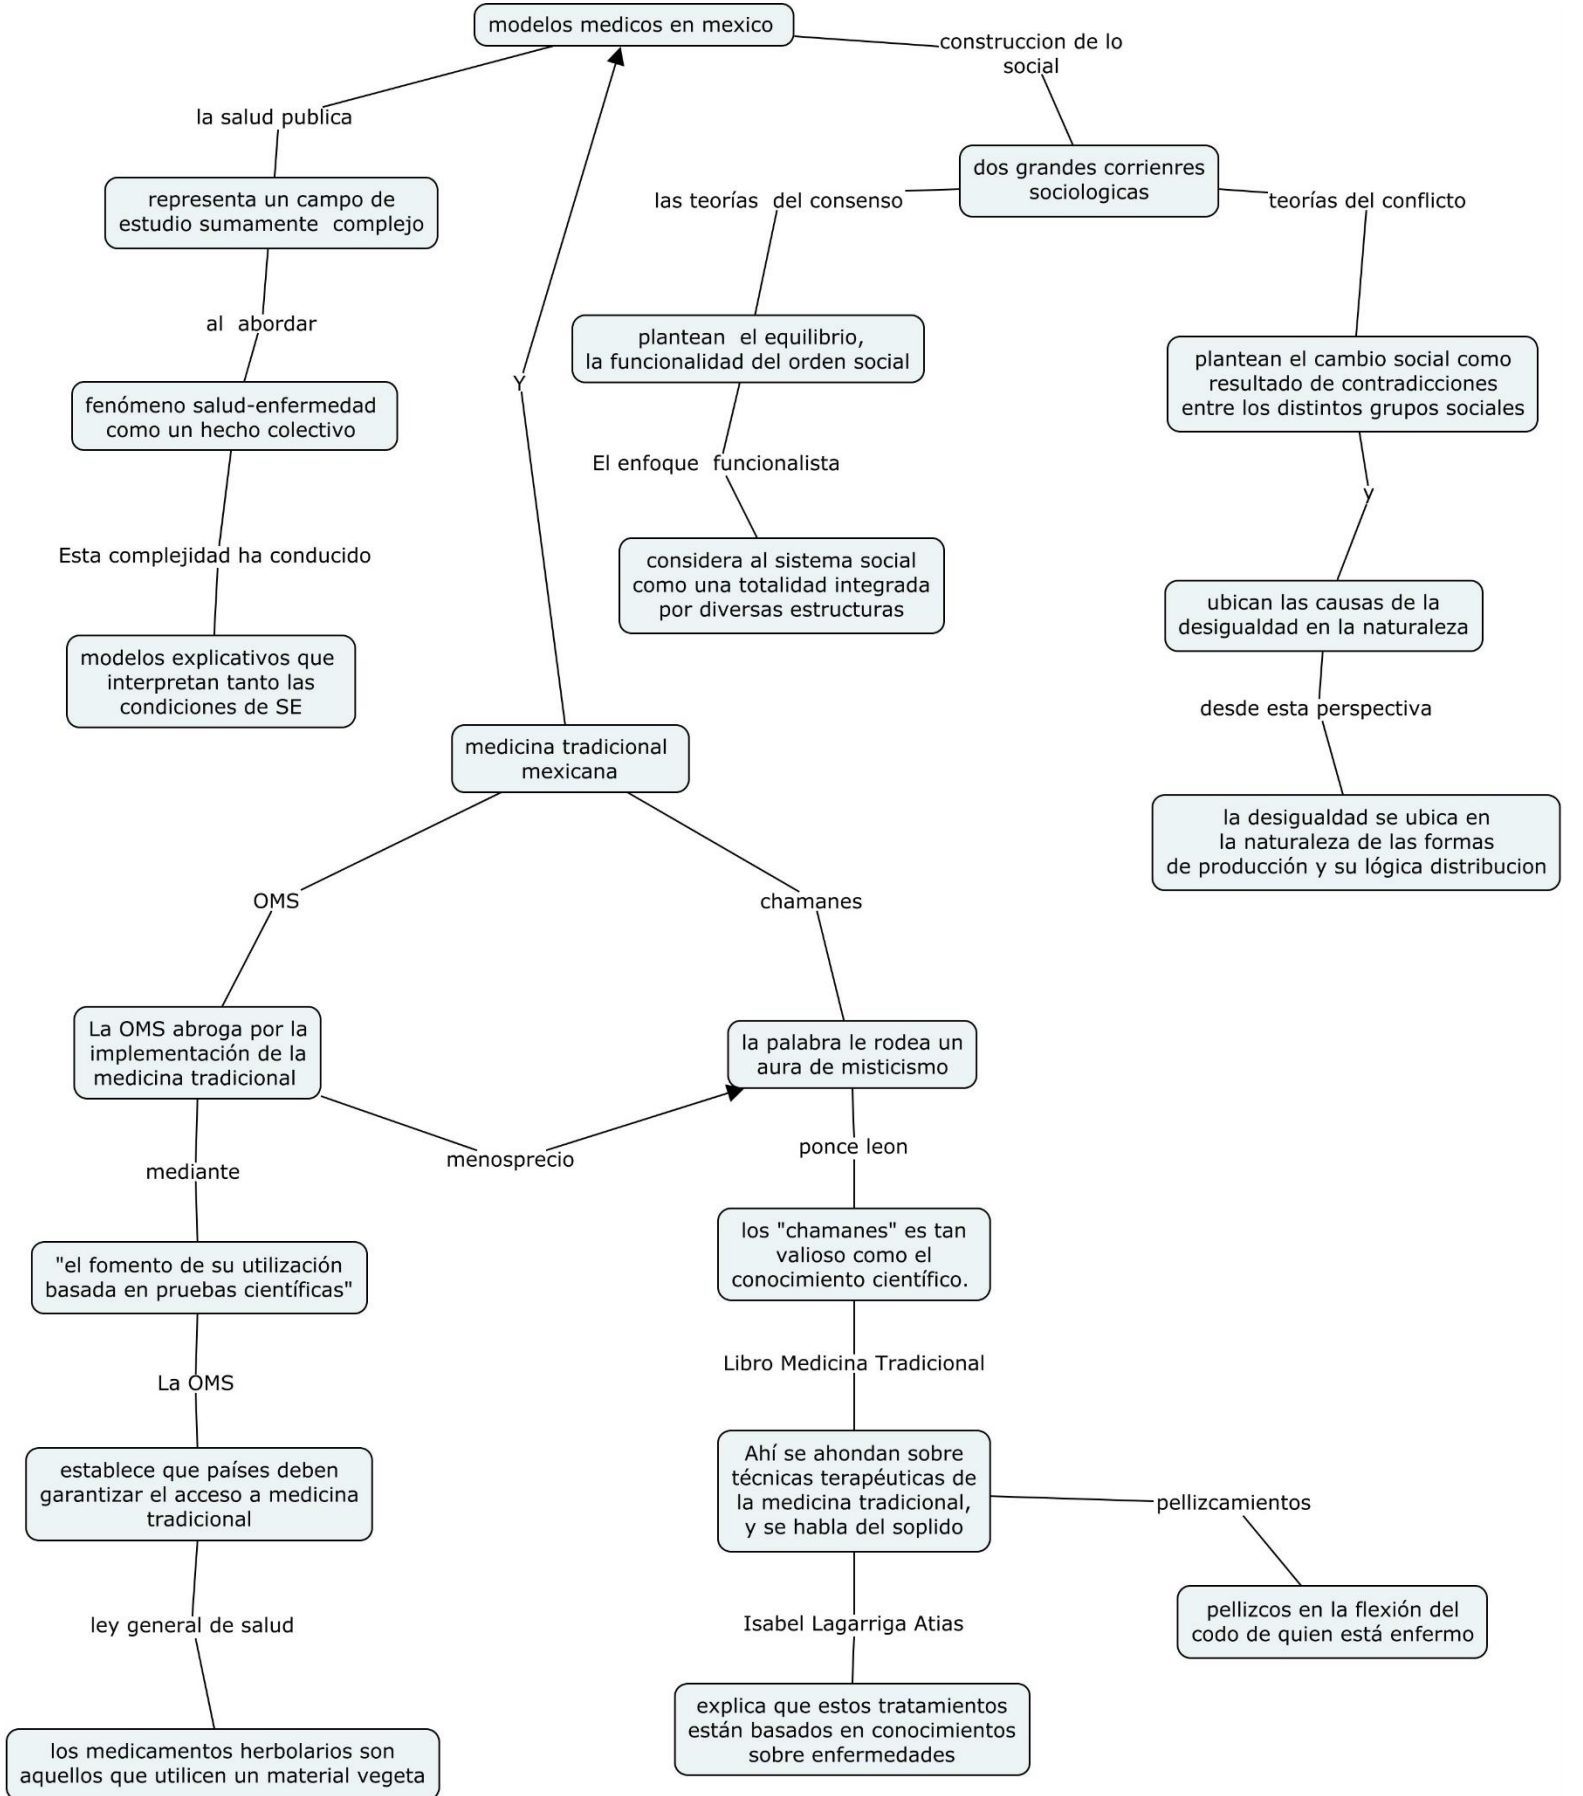 modelos medicos en mexico
construccion de lo
social
la salud publica
dos grandes corrienres
sociologicas
representa un campo de
estudio sumamente complejo
las teorías del consenso
teorías del conflicto
al abordar
plantean el equilibrio,
la funcionalidad del orden social
plantean el cambio social como
resultado de contradicciones
entre los distintos grupos sociales
Y
fenómeno salud-enfermedad
como un hecho colectivo
El enfoque funcionalista
y
Esta complejidad ha conducido
considera al sistema social
como una totalidad integrada
por diversas estructuras
ubican las causas de la
desigualdad en la naturaleza
modelos explicativos que
interpretan tanto las
condiciones de SE
desde esta perspectiva
medicina tradicional
mexicana
la desigualdad se ubica en
la naturaleza de las formas
de producción y su lógica distribucion
OMS
chamanes
La OMS abroga por la
implementación de la
medicina tradicional
la palabra le rodea un
aura de misticismo
mediante
menosprecio
ponce leon
"el fomento de su utilización
basada en pruebas científicas"
los "chamanes" es tan
valioso como el
conocimiento científico.
La OMS
Libro Medicina Tradicional
establece que países deben
garantizar el acceso a medicina
tradicional
Ahí se ahondan sobre
técnicas terapéuticas de
la medicina tradicional,
y se habla del soplido
pellizcamientos
ley general de salud
Isabel Lagarriga Atias
pellizcos en la flexión del
codo de quien está enfermo
los medicamentos herbolarios son
aquellos que utilicen un material vegeta
explica que estos tratamientos
están basados en conocimientos
sobre enfermedades